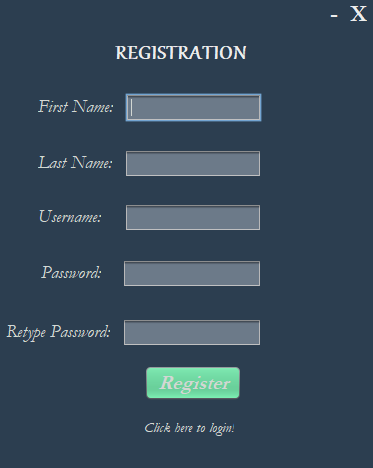 - X
REGISTRATION
First Name:
Last Name:
Username:
Password:
Retype Password:
Register
Click here to login!